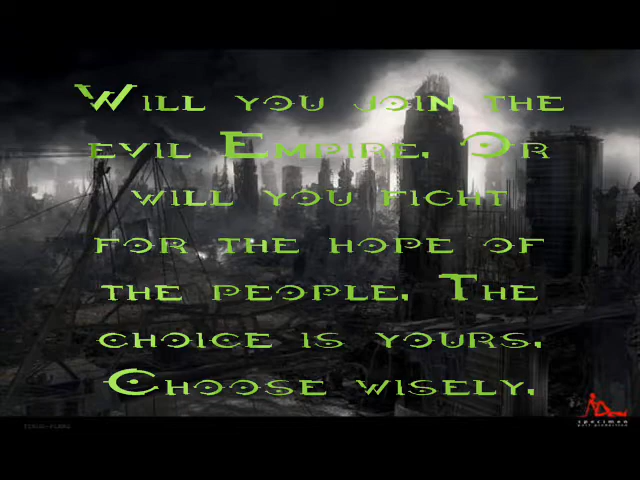 Will you join the
evil Empire. Or
will you fight
for the hope of
the people. The
choice is yours.
Choose wisely.
specimen